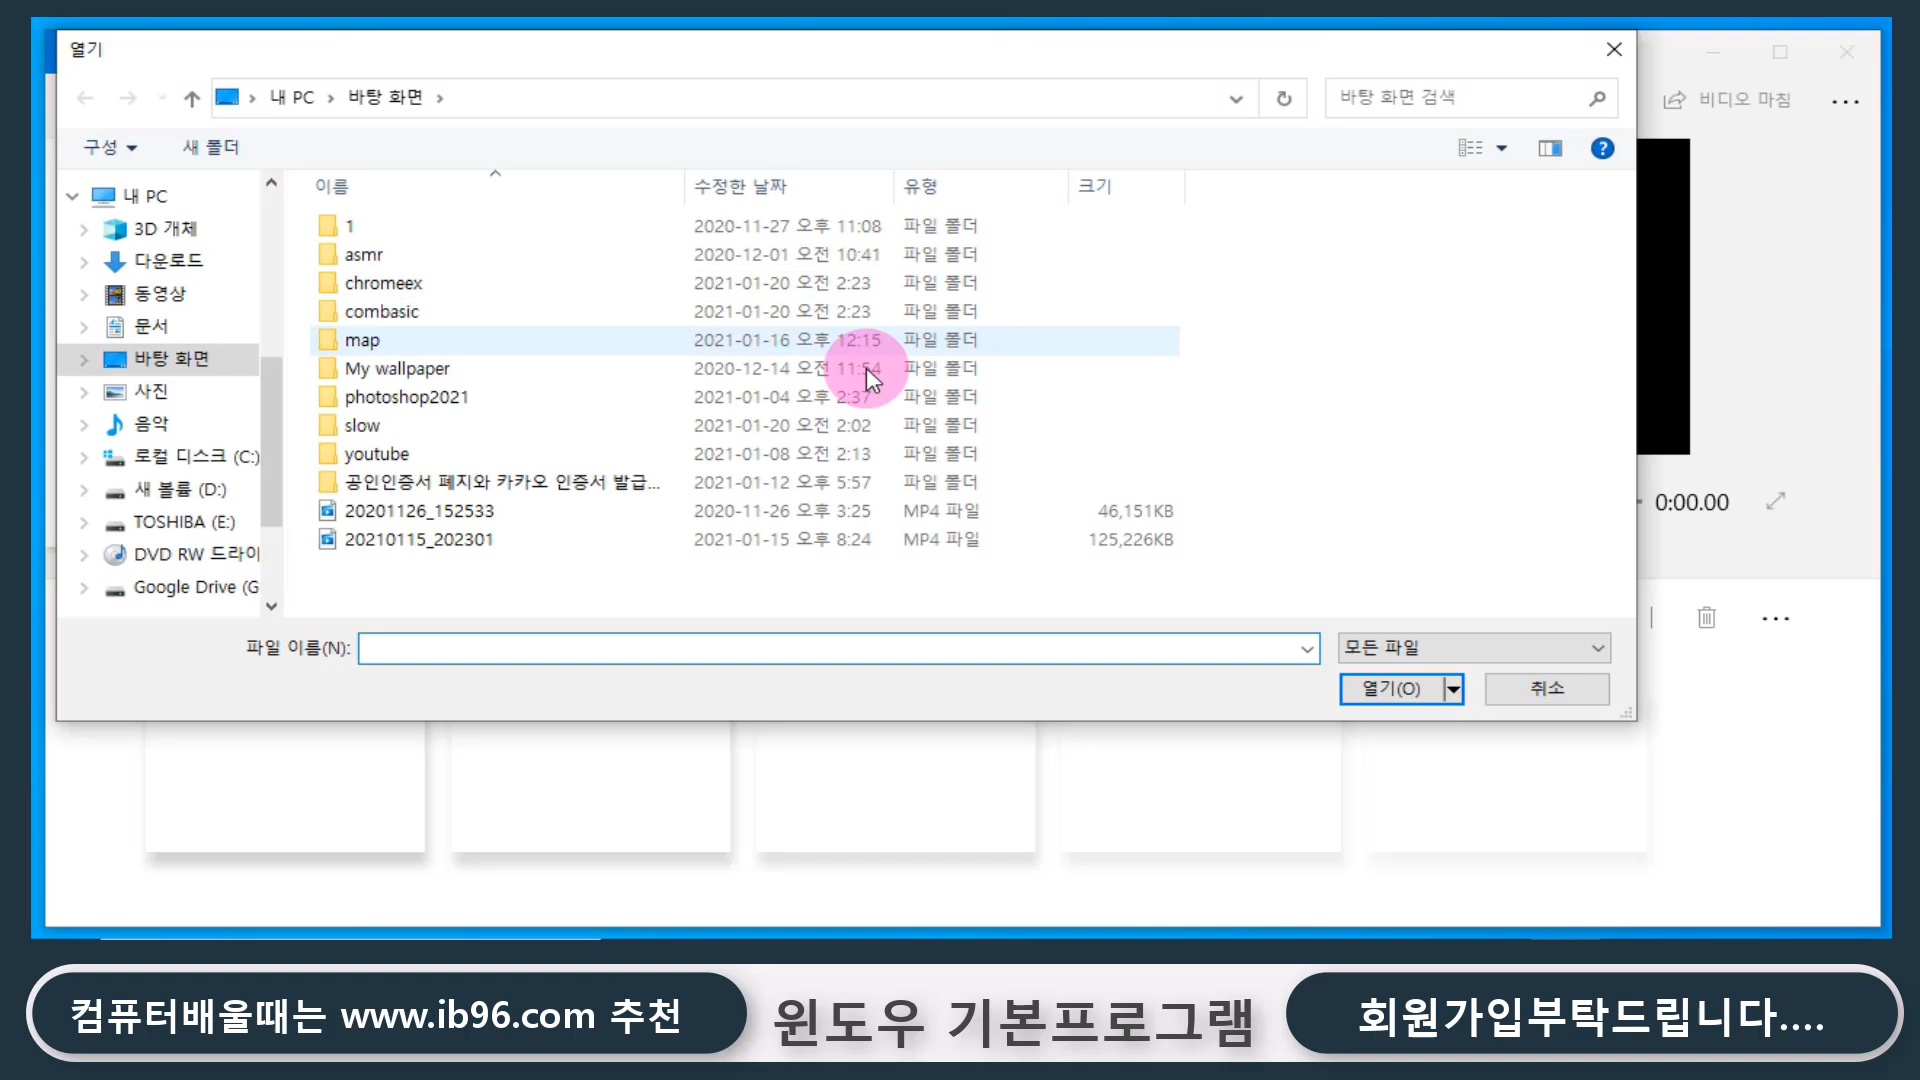 열기
내 PC 바탕 화면
바탕 화면 검색
비디오 마침
구성 새 폴더
이름 수정한 날짜 유형 크기
내 PC
3D 개체
다운로드
동영상
문서
바탕 화면
사진
음악
로컬 디스크 (C:)
새 볼륨 (D:)
TOSHIBA (E:)
DVD RW 드라이
Google Drive (G
1 2020-11-27 오후 11:08 파일 폴더
asmr 2020-12-01 오전 10:41 파일 폴더
chromeex 2021-01-20 오전 2:23 파일 폴더
combasic 2021-01-20 오전 2:23 파일 폴더
map 2021-01-16 오후 12:15 파일 폴더
My wallpaper 2020-12-14 오전 11:54 파일 폴더
photoshop2021 2021-01-04 오후 2:37 파일 폴더
slow 2021-01-20 오전 2:02 파일 폴더
youtube 2021-01-08 오전 2:13 파일 폴더
공인인증서 폐지와 카카오 인증서 발급... 2021-01-12 오후 5:57 파일 폴더
20201126_152533 2020-11-26 오후 3:25 MP4 파일 46,151KB
20210115_202301 2021-01-15 오후 8:24 MP4 파일 125,226KB
0:00.00
파일 이름(N): 모든 파일
열기(O) 취소
컴퓨터배울때는 www.ib96.com 추천
윈도우 기본프로그램
회원가입부탁드립니다....